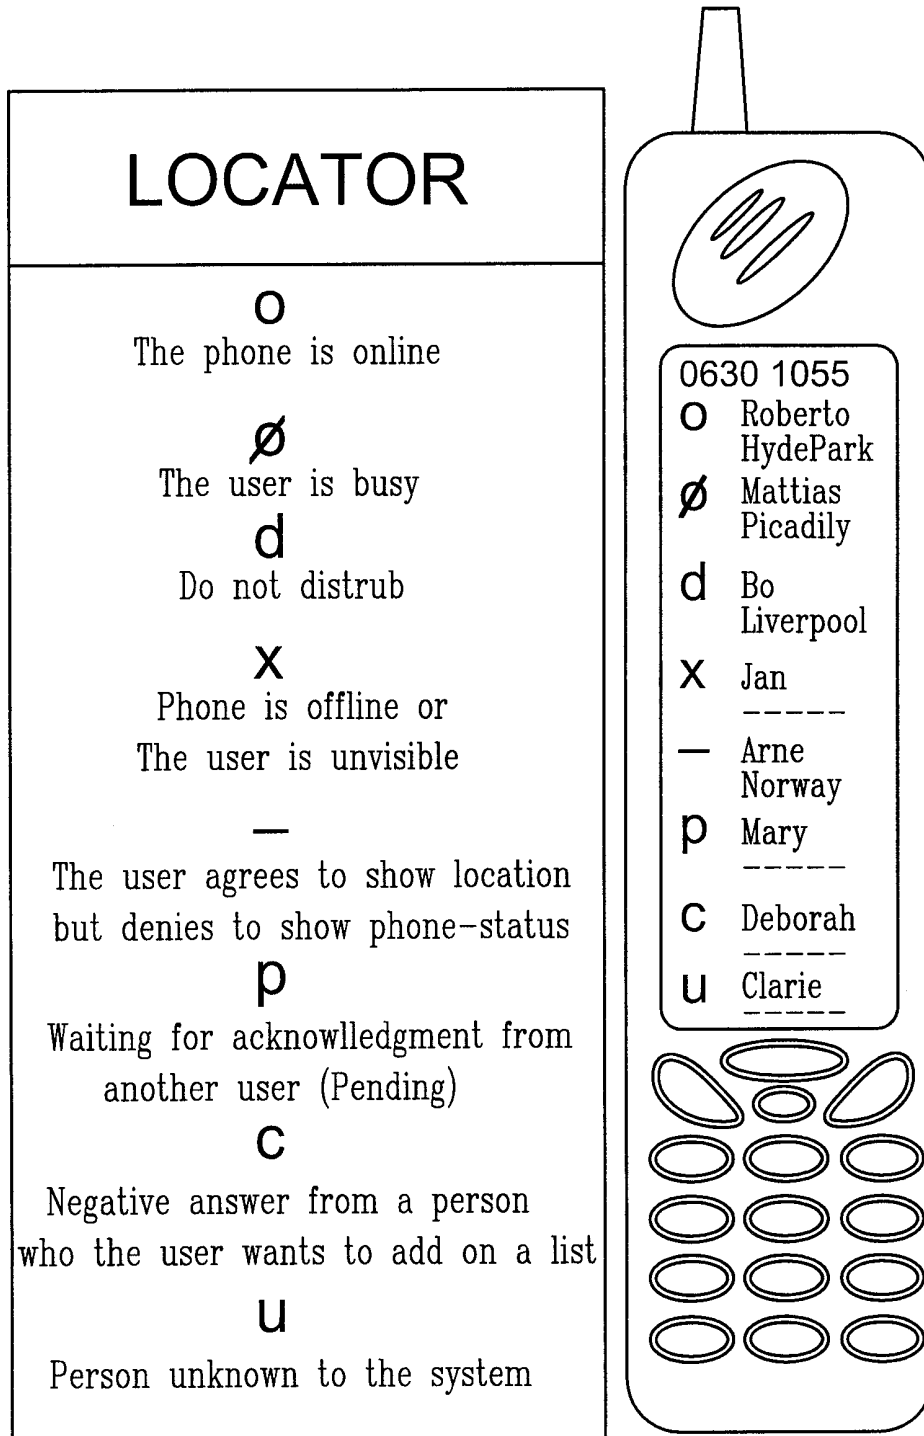 LOCATOR
o
The phone is online
ø
The user is busy
d
Do not distrub
x
Phone is offline or
The user is unvisible
—
The user agrees to show location
but denies to show phone-status
p
Waiting for acknowlledgment from
another user (Pending)
c
Negative answer from a person
who the user wants to add on a list
u
Person unknown to the system
0630 1055
o Roberto
HydePark
ø Mattias
Picadily
d Bo
Liverpool
x Jan
-----
— Arne
Norway
p Mary
-----
c Deborah
-----
u Clarie
-----